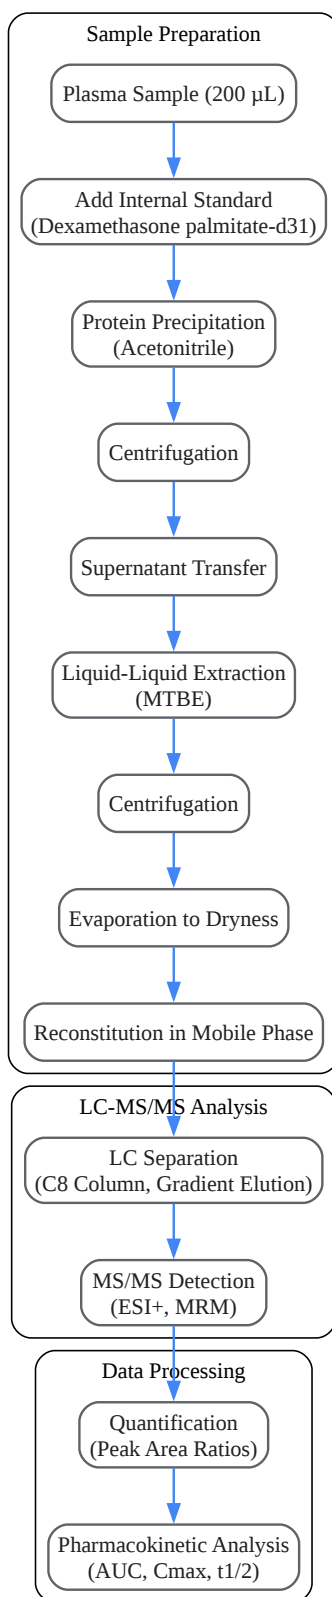 Sample Preparation
Plasma Sample (200 µL)
Add Internal Standard
(Dexamethasone palmitate-d31)
Protein Precipitation
(Acetonitrile)
Centrifugation
Supernatant Transfer
Liquid-Liquid Extraction
(MTBE)
Centrifugation
Evaporation to Dryness
Reconstitution in Mobile Phase
LC-MS/MS Analysis
LC Separation
(C8 Column, Gradient Elution)
MS/MS Detection
(ESI+, MRM)
Data Processing
Quantification
(Peak Area Ratios)
Pharmacokinetic Analysis
(AUC, Cmax, t1/2)